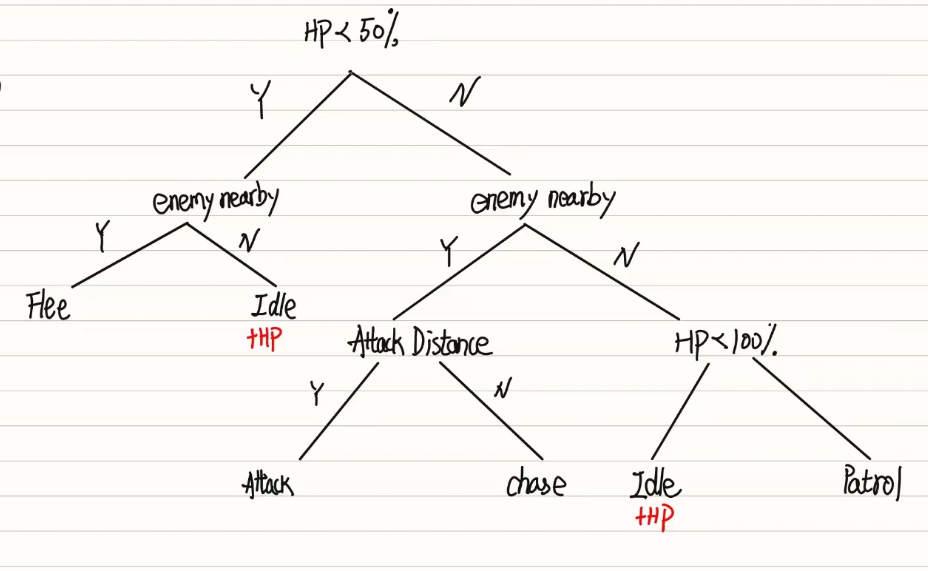 HP < 50%
Y
N
enemy nearby
enemy nearby
Y
N
Y
N
Flee
Idle
+HP
Attack Distance
HP < 100%
Y
N
Attack
chase
Idle
+HP
Patrol